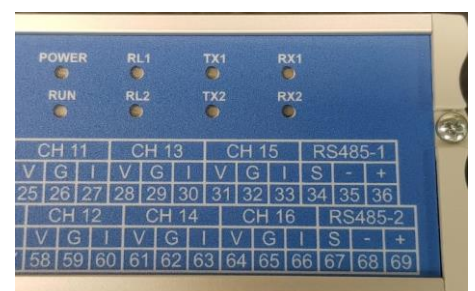 POWER RL1 TX1 RX1
RUN RL2 TX2 RX2
CH 11 CH 13 CH 15 RS485-1
V G I V G I V G I S - +
25 26 27 28 29 30 31 32 33 34 35 36
CH 12 CH 14 CH 16 RS485-2
V G I V G I V G I S - +
58 59 60 61 62 63 64 65 66 67 68 69